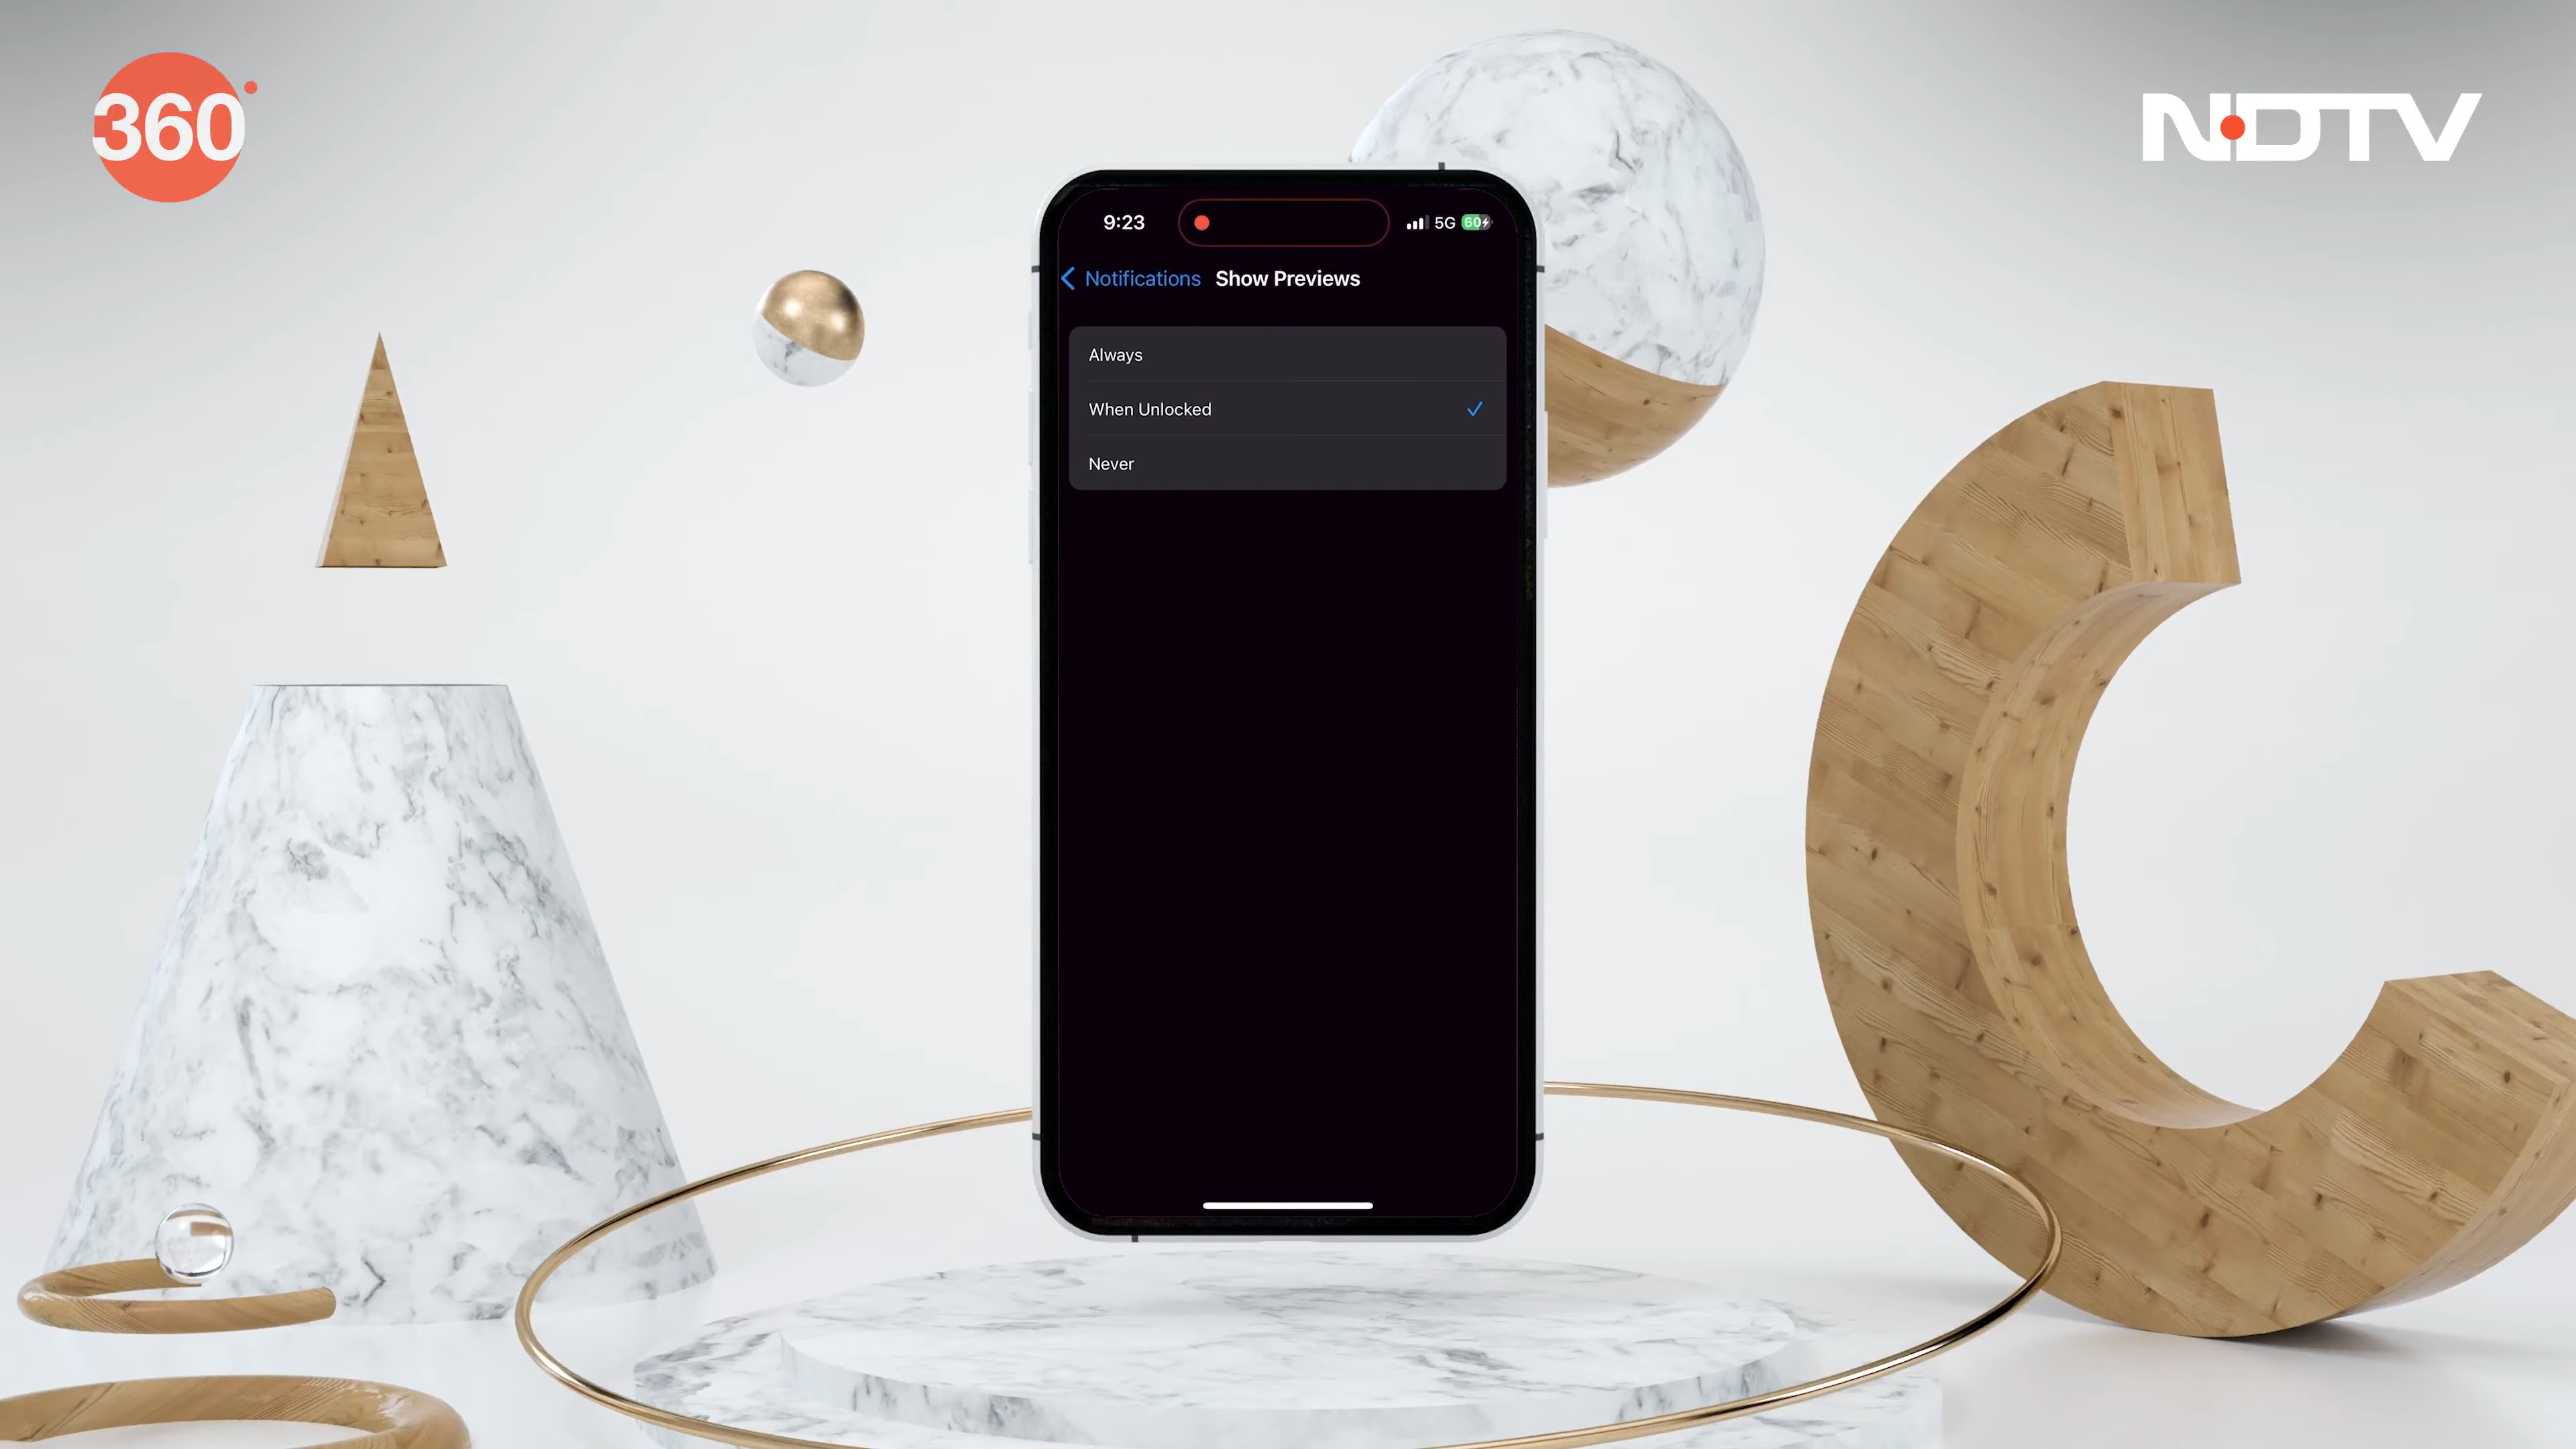 360
NDTV
9:23
5G 60
Notifications Show Previews
Always
When Unlocked
Never